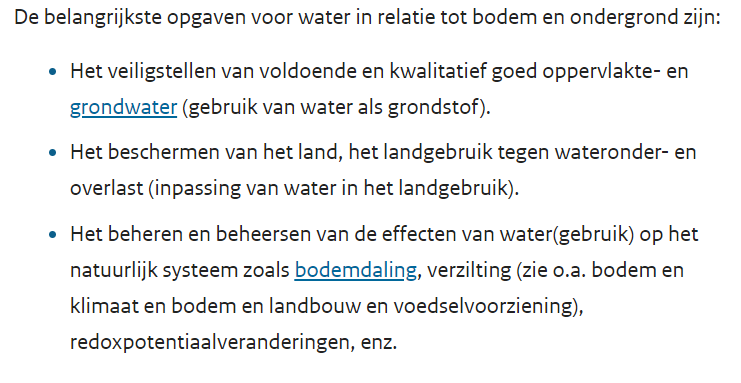 De belangrijkste opgaven voor water in relatie tot bodem en ondergrond zijn:
• Het veiligstellen van voldoende en kwalitatief goed oppervlakte- en
grondwater (gebruik van water als grondstof).
• Het beschermen van het land, het landgebruik tegen wateronder- en
overlast (inpassing van water in het landgebruik).
• Het beheren en beheersen van de effecten van water(gebruik) op het
natuurlijk systeem zoals bodemdaling, verzilting (zie o.a. bodem en
klimaat en bodem en landbouw en voedselvoorziening),
redoxpotentiaalveranderingen, enz.